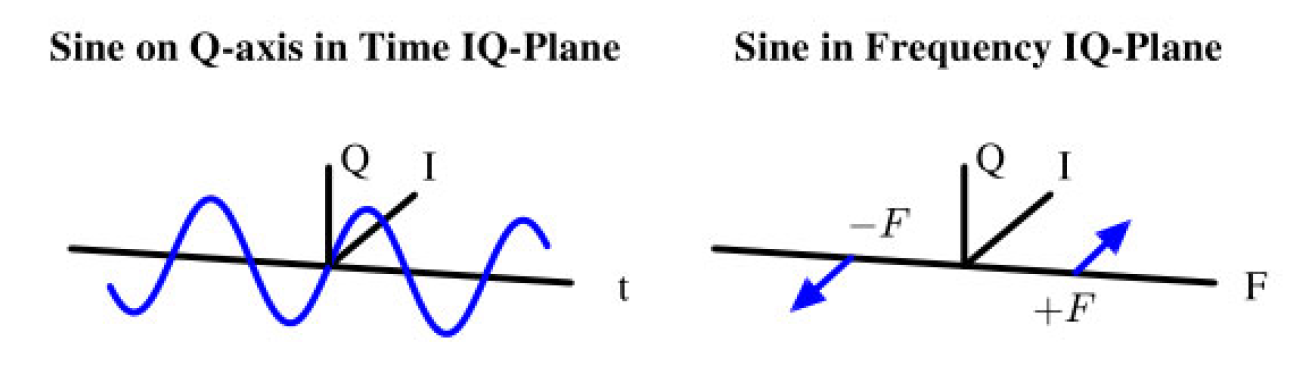 Sine on Q-axis in Time IQ-Plane
Q
I
t
Sine in Frequency IQ-Plane
Q
I
−F
+F
F